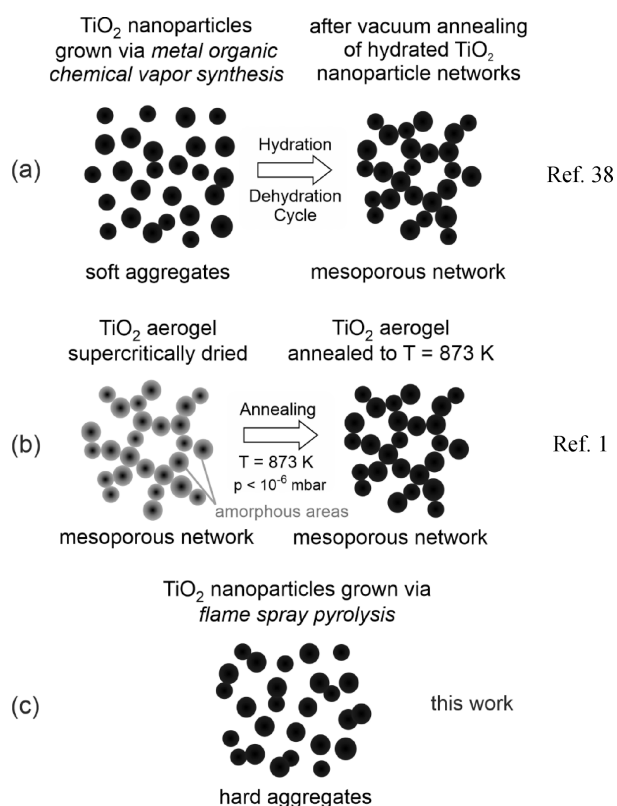 TiO₂ nanoparticles
grown via metal organic
chemical vapor synthesis
after vacuum annealing
of hydrated TiO₂
nanoparticle networks
(a)
Hydration
Dehydration
Cycle
Ref. 38
soft aggregates
mesoporous network
TiO₂ aerogel
supercritically dried
TiO₂ aerogel
annealed to T = 873 K
(b)
Annealing
T = 873 K
p < 10⁻⁶ mbar
Ref. 1
amorphous areas
mesoporous network
mesoporous network
TiO₂ nanoparticles grown via
flame spray pyrolysis
(c)
this work
hard aggregates